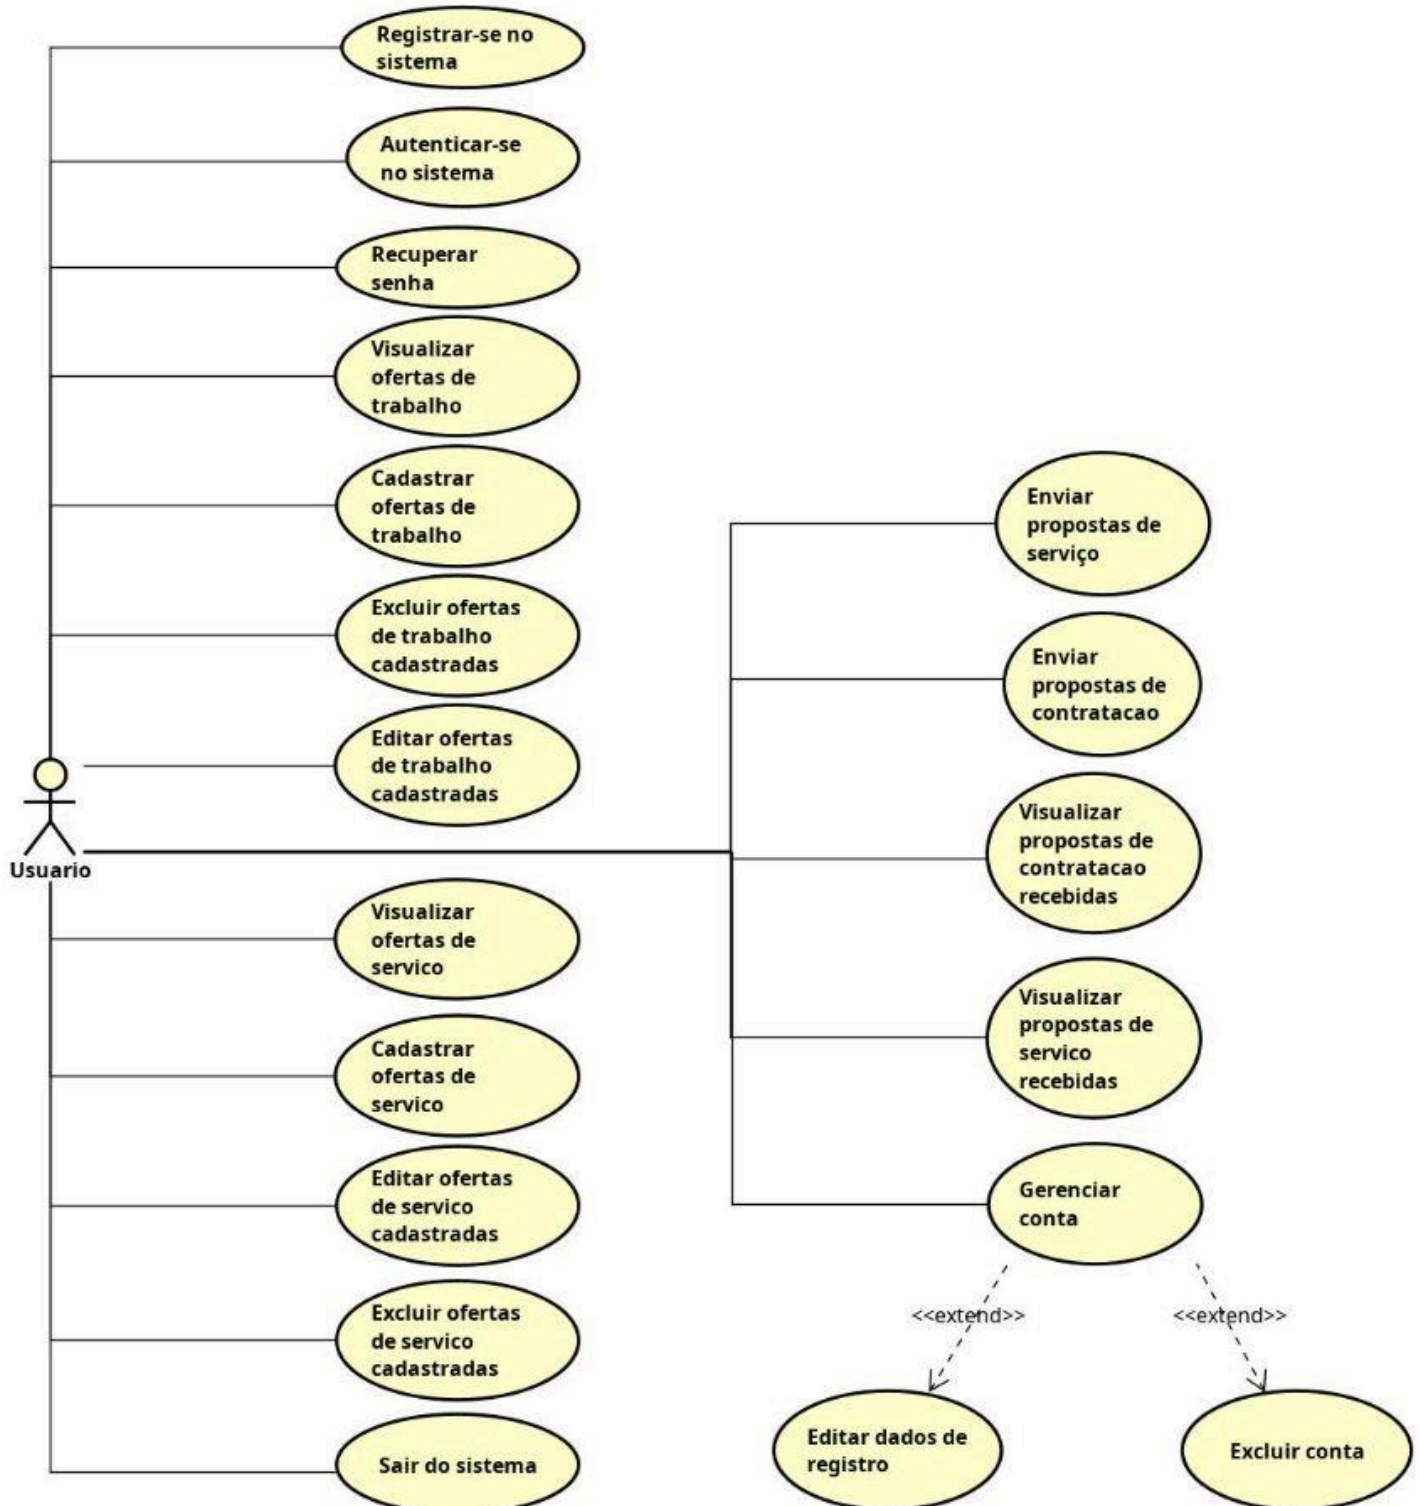 Registrar-se no
sistema
Autenticar-se
no sistema
Recuperar
senha
Visualizar
ofertas de
trabalho
Cadastrar
ofertas de
trabalho
Excluir ofertas
de trabalho
cadastradas
Editar ofertas
de trabalho
cadastradas
Usuario
Visualizar
ofertas de
servico
Cadastrar
ofertas de
servico
Editar ofertas
de servico
cadastradas
Excluir ofertas
de servico
cadastradas
Sair do sistema
Enviar
propostas de
serviço
Enviar
propostas de
contratacao
Visualizar
propostas de
contratacao
recebidas
Visualizar
propostas de
servico
recebidas
Gerenciar
conta
<<extend>>
<<extend>>
Editar dados de
registro
Excluir conta